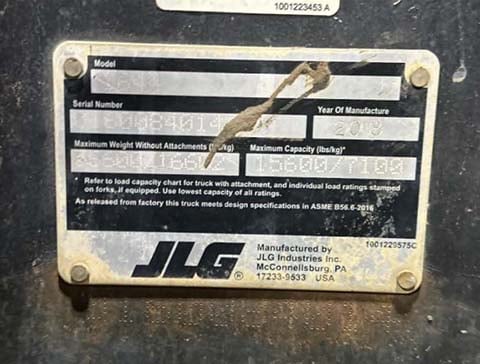 1001223453 A
Model
Serial Number
Year Of Manufacture
Maximum Weight Without Attachments
Maximum Capacity (lbs/kg)*
15600/7100
* Refer to load capacity chart for truck with attachment, and individual load ratings stamped
on forks, if equipped. Use lowest capacity of all ratings.
As released from factory this truck meets design specifications in ASME B56.6-2016
JLG ®
Manufactured by
JLG Industries Inc.
McConnellsburg, PA
17233-9533 USA
1001229575C